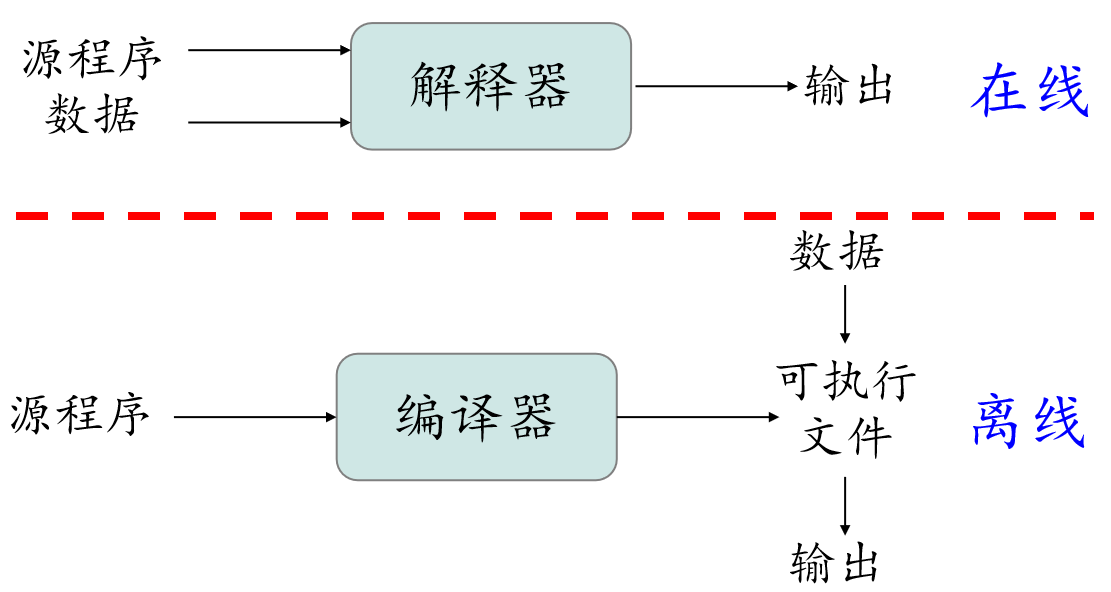 源程序
数据
解释器
输出
在线
数据
源程序
编译器
可执行
文件
离线
输出